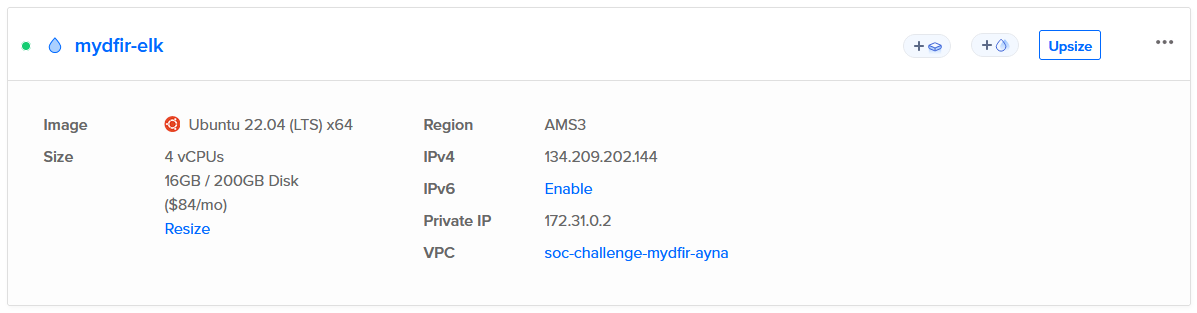 mydfir-elk
Upsize
Image Ubuntu 22.04 (LTS) x64
Region AMS3
Size 4 vCPUs
16GB / 200GB Disk
($84/mo)
Resize
IPv4 134.209.202.144
IPv6 Enable
Private IP 172.31.0.2
VPC soc-challenge-mydfir-ayna